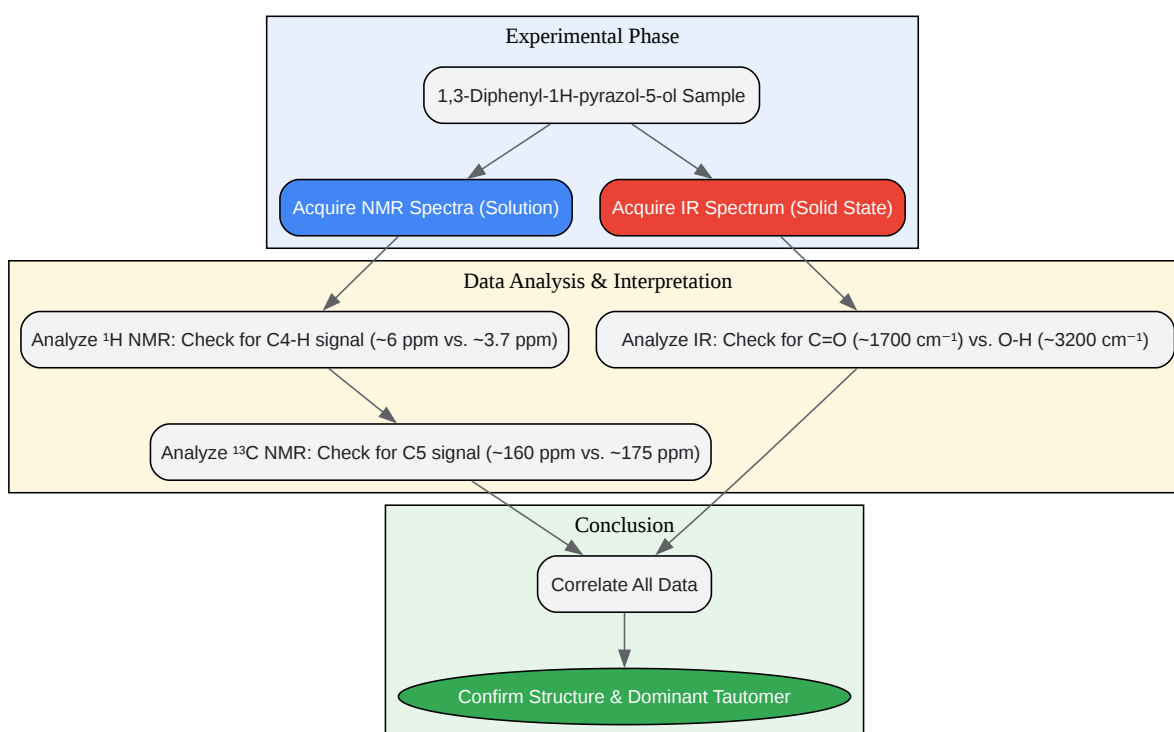 Experimental Phase
1,3-Diphenyl-1H-pyrazol-5-ol Sample
Acquire NMR Spectra (Solution)
Acquire IR Spectrum (Solid State)
Data Analysis & Interpretation
Analyze ¹H NMR: Check for C4-H signal (~6 ppm vs. ~3.7 ppm)
Analyze IR: Check for C=O (~1700 cm⁻¹) vs. O-H (~3200 cm⁻¹)
Analyze ¹³C NMR: Check for C5 signal (~160 ppm vs. ~175 ppm)
Conclusion
Correlate All Data
Confirm Structure & Dominant Tautomer